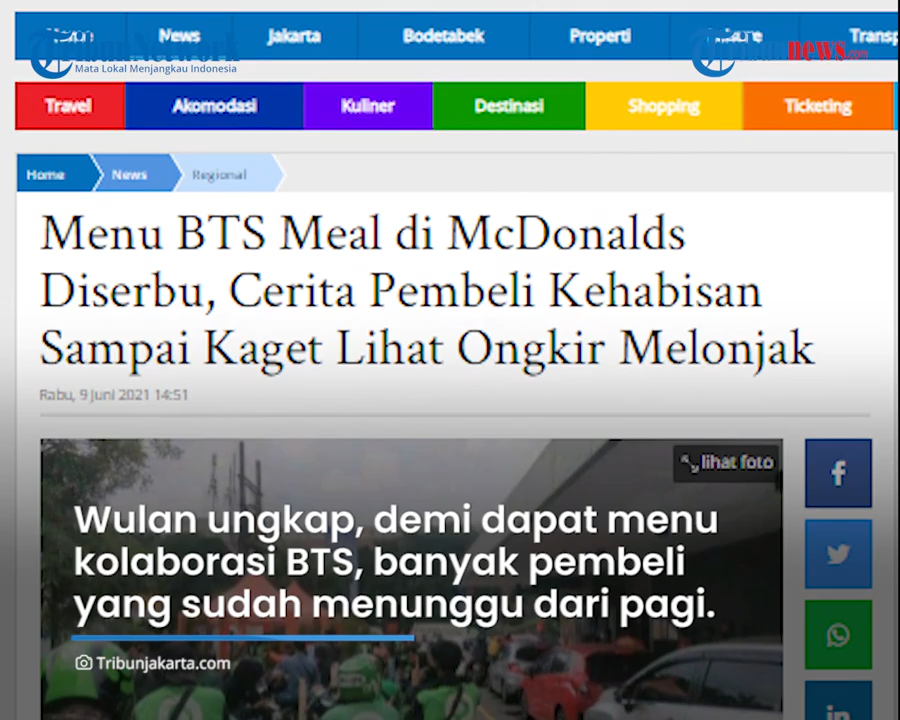 News Jakarta Bodetabek Properti
Mata Lokal Menjangkau Indonesia
news.com
Travel Akomodasi Kuliner Destinasi Shopping Ticketing
Home News Regional
Menu BTS Meal di McDonalds
Diserbu, Cerita Pembeli Kehabisan
Sampai Kaget Lihat Ongkir Melonjak
Rabu, 9 Juni 2021 14:51
lihat foto
Wulan ungkap, demi dapat menu
kolaborasi BTS, banyak pembeli
yang sudah menunggu dari pagi.
Tribunjakarta.com